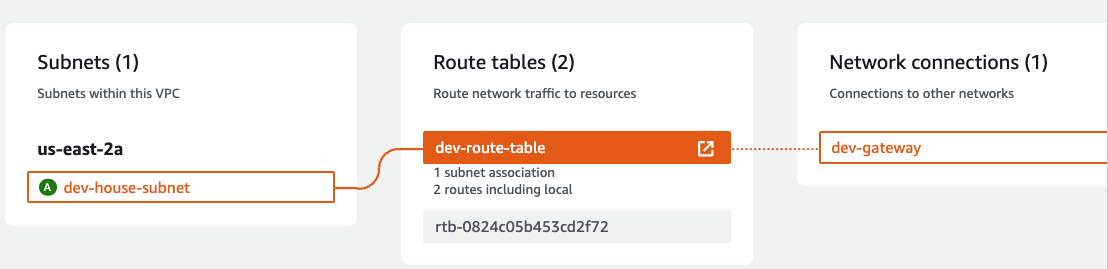 Subnets (1)
Subnets within this VPC
us-east-2a
A dev-house-subnet
Route tables (2)
Route network traffic to resources
dev-route-table
1 subnet association
2 routes including local
rtb-0824c05b453cd2f72
Network connections (1)
Connections to other networks
dev-gateway